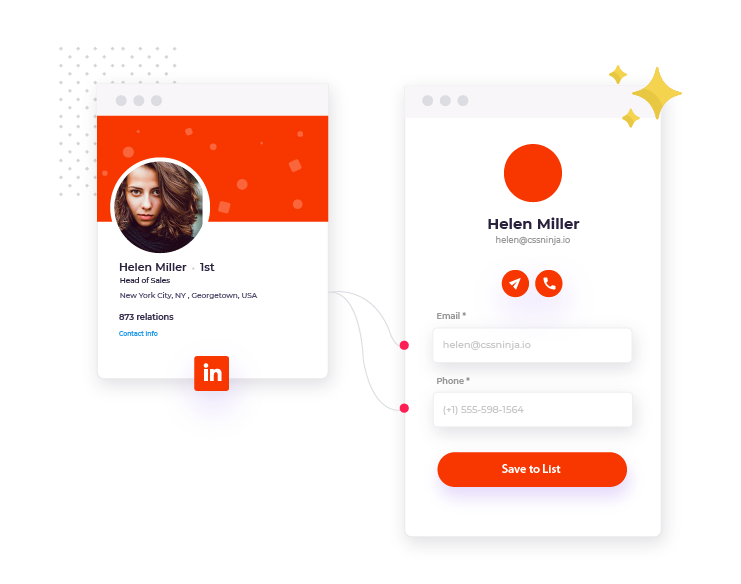 Helen Miller · 1st
Head of Sales
New York City, NY , Georgetown, USA
873 relations
Contact info
in
Helen Miller
helen@cssninja.io
Email *
helen@cssninja.io
Phone *
(+1) 555-598-1564
Save to List